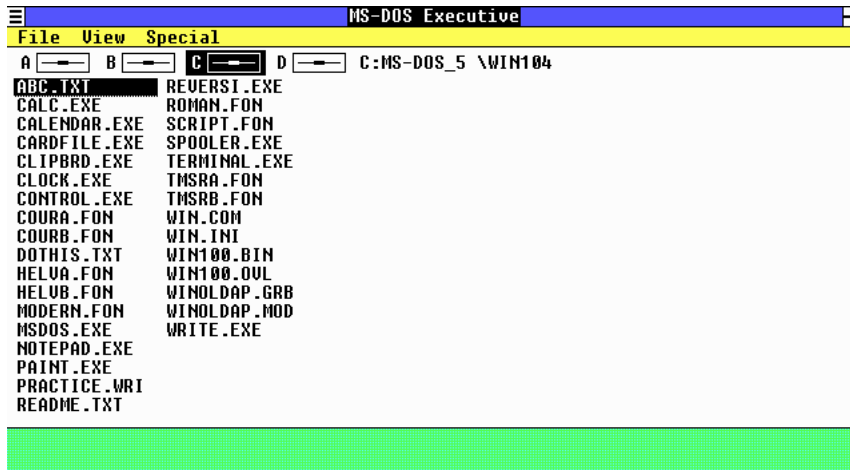 MS-DOS Executive
File View Special
A B C D C:MS-DOS_5 \WIN104
ABC.TXT REVERSI.EXE
CALC.EXE ROMAN.FON
CALENDAR.EXE SCRIPT.FON
CARDFILE.EXE SPOOLER.EXE
CLIPBRD.EXE TERMINAL.EXE
CLOCK.EXE TMSRA.FON
CONTROL.EXE TMSRB.FON
COURA.FON WIN.COM
COURB.FON WIN.INI
DOTHIS.TXT WIN100.BIN
HELVA.FON WIN100.OVL
HELVB.FON WINOLDAP.GRB
MODERN.FON WINOLDAP.MOD
MSDOS.EXE WRITE.EXE
NOTEPAD.EXE
PAINT.EXE
PRACTICE.WRI
README.TXT